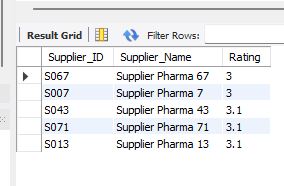 Result Grid Filter Rows:
Supplier_ID Supplier_Name Rating
S067 Supplier Pharma 67 3
S007 Supplier Pharma 7 3
S043 Supplier Pharma 43 3.1
S071 Supplier Pharma 71 3.1
S013 Supplier Pharma 13 3.1